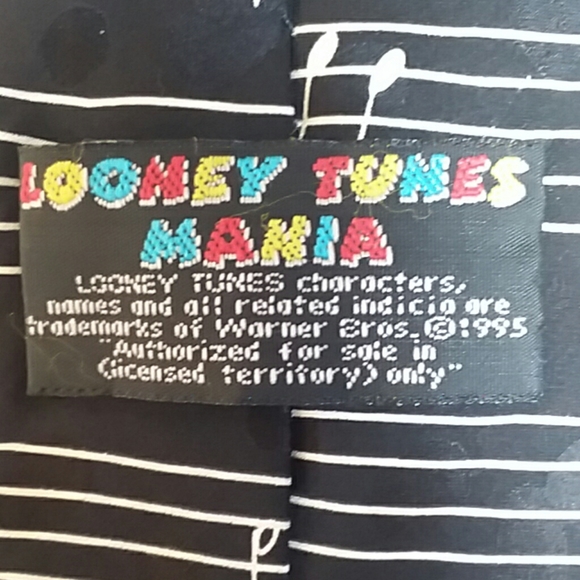 LOONEY TUNES
MANIA
LOONEY TUNES characters,
names and all related indicia are
trademarks of Warner Bros. ©1995
"Authorized for sale in
(licensed territory) only"